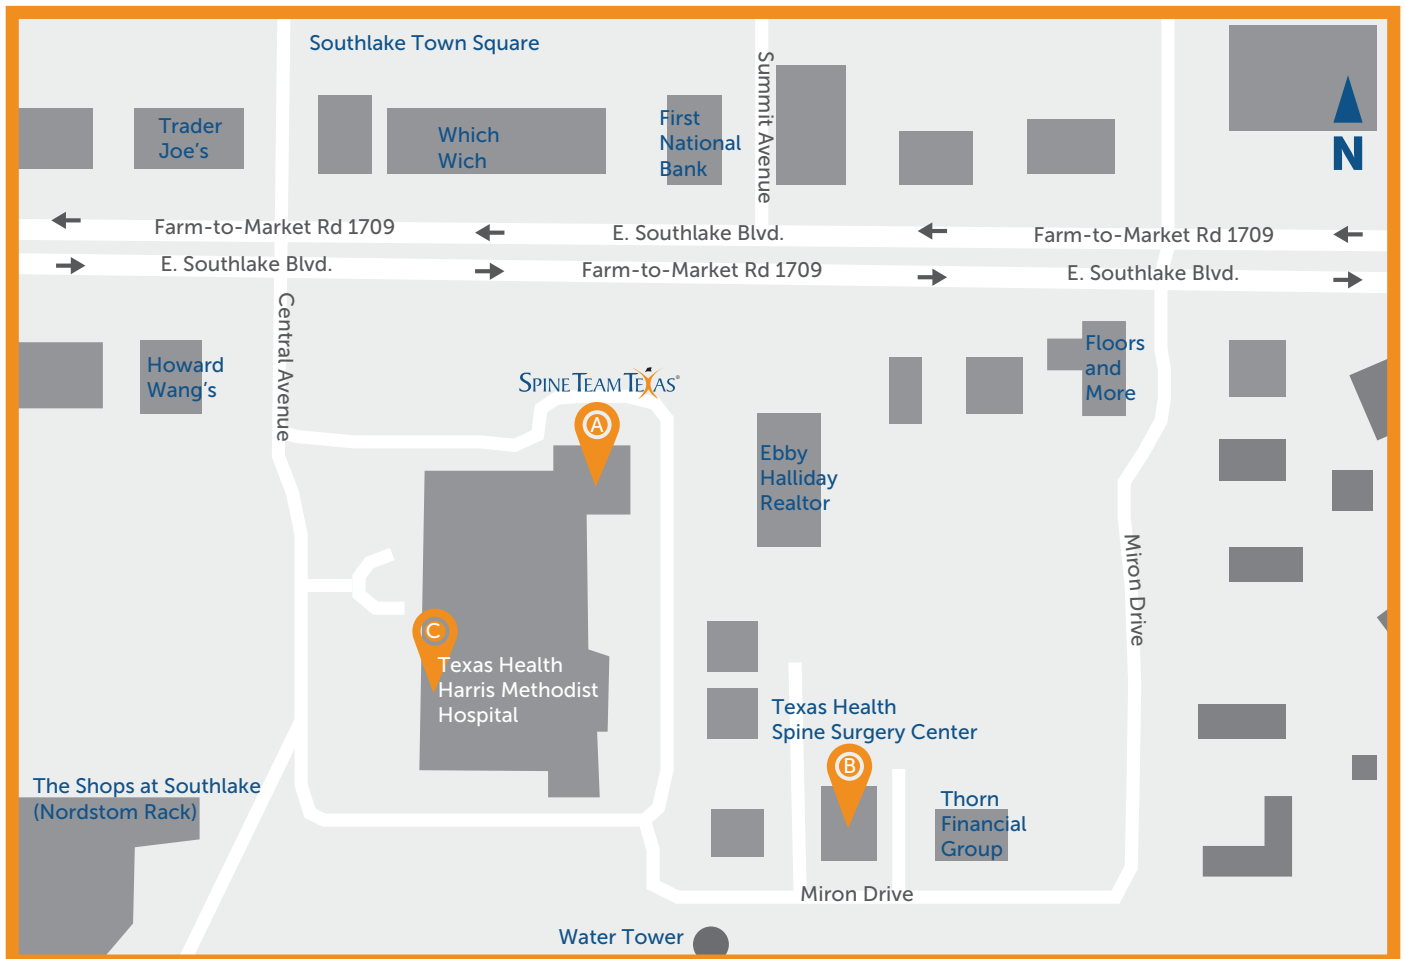 Southlake Town Square
Summit Avenue
Trader
Joe's
Which
Wich
First
National
Bank
N
Farm-to-Market Rd 1709
E. Southlake Blvd.
Farm-to-Market Rd 1709
E. Southlake Blvd.
Farm-to-Market Rd 1709
E. Southlake Blvd.
Central Avenue
Howard
Wang's
SPINE TEAM TEXAS®
A
Floors
and
More
Ebby
Halliday
Realtor
Miron Drive
C
Texas Health
Harris Methodist
Hospital
Texas Health
Spine Surgery Center
B
The Shops at Southlake
(Nordstom Rack)
Thorn
Financial
Group
Miron Drive
Water Tower